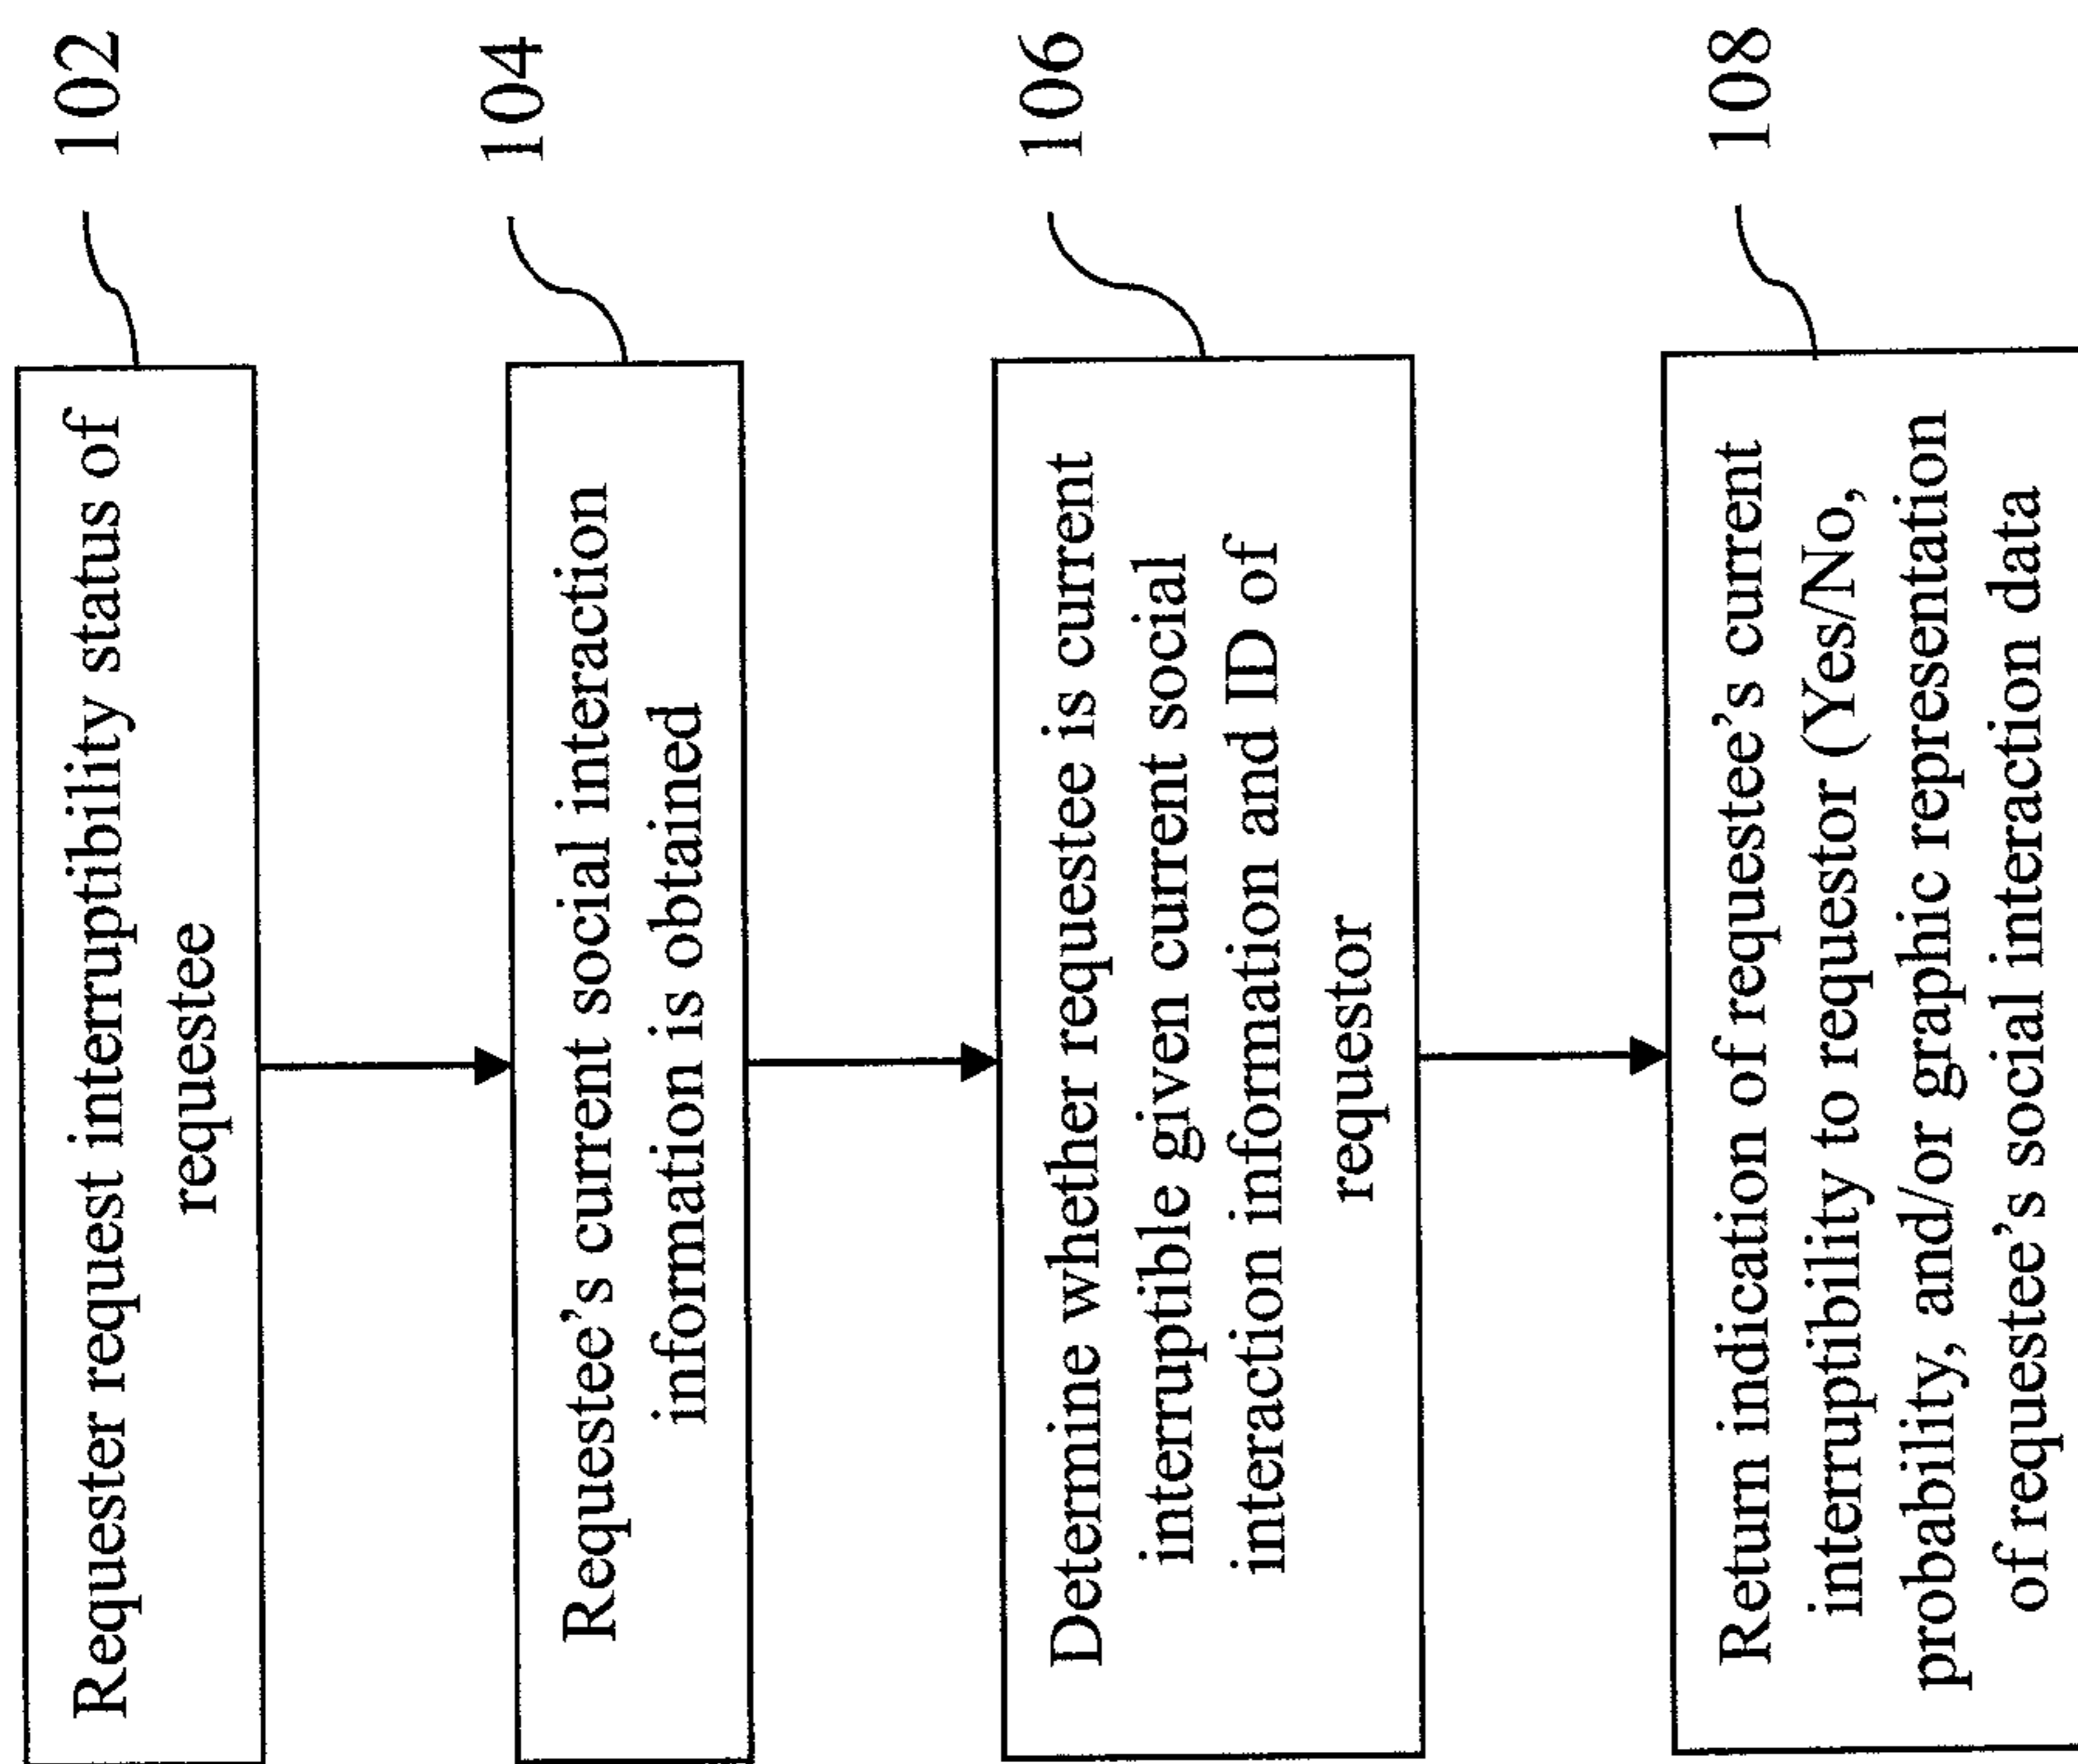 Requester request interruptibility status of
requestee
102
Requestee's current social interaction
information is obtained
104
Determine whether requestee is current
interruptible given current social
interaction information and ID of
requestor
106
Return indication of requestee's current
interruptibility to requestor (Yes/No,
probability, and/or graphic representation
of requestee's social interaction data
108